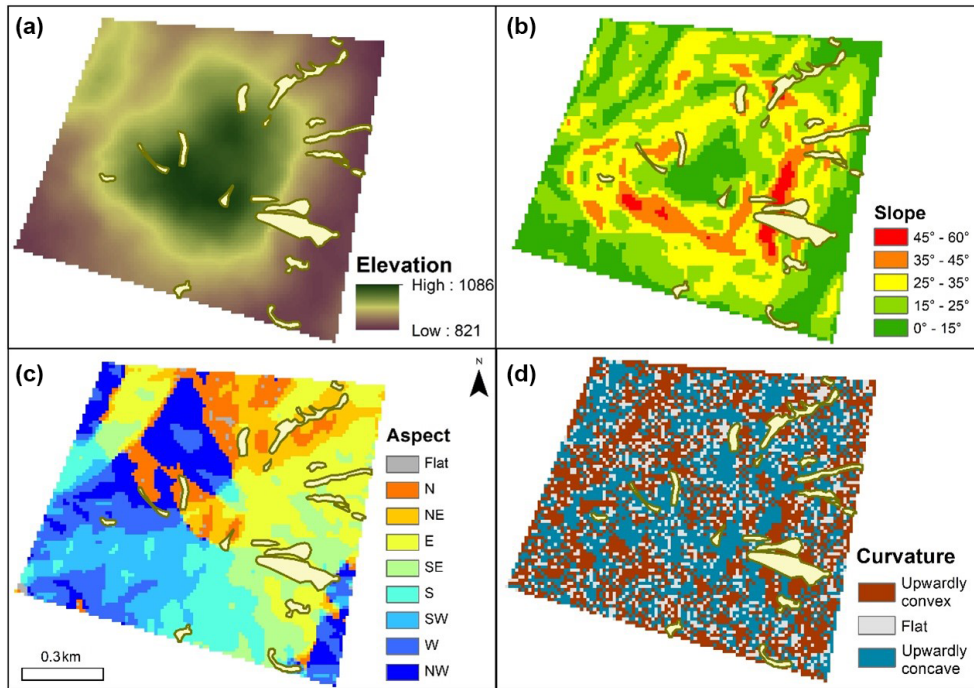 (a)
Elevation
High : 1086
Low : 821
(b)
Slope
45° - 60°
35° - 45°
25° - 35°
15° - 25°
0° - 15°
(c)
N
Aspect
Flat
N
NE
E
SE
S
SW
W
NW
0.3km
(d)
Curvature
Upwardly
convex
Flat
Upwardly
concave